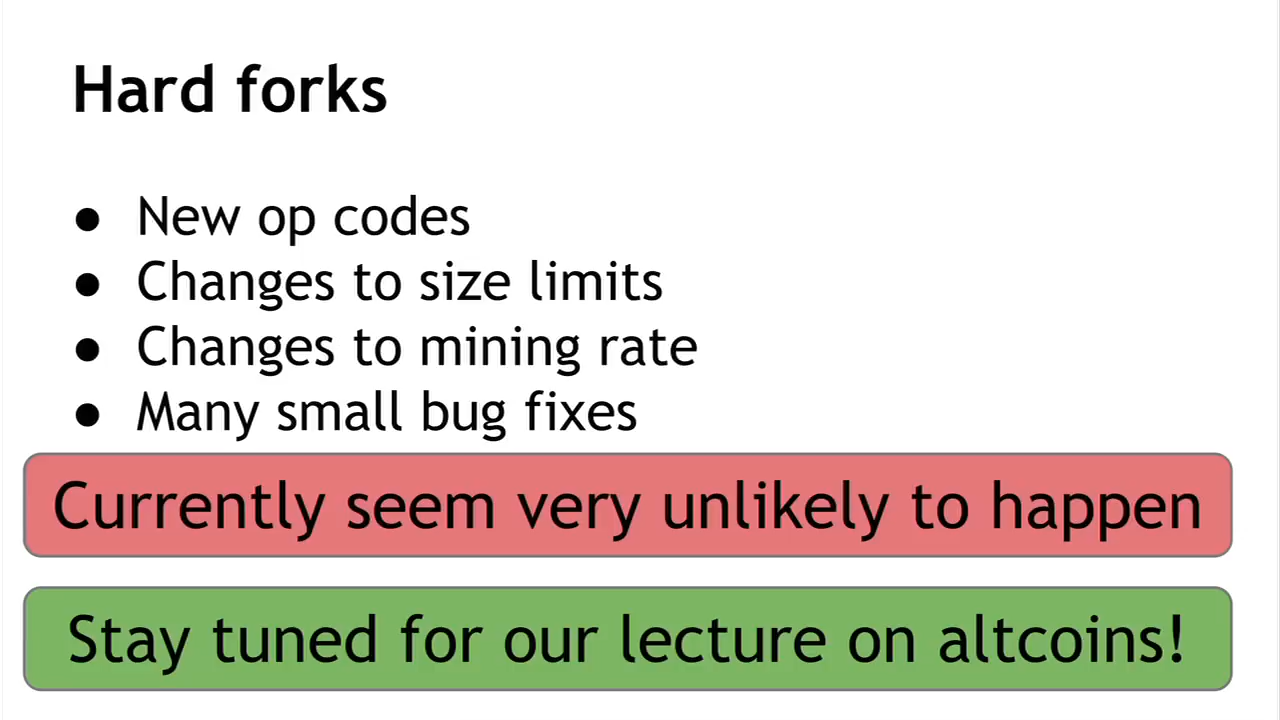 Hard forks
● New op codes
● Changes to size limits
● Changes to mining rate
● Many small bug fixes
Currently seem very unlikely to happen
Stay tuned for our lecture on altcoins!